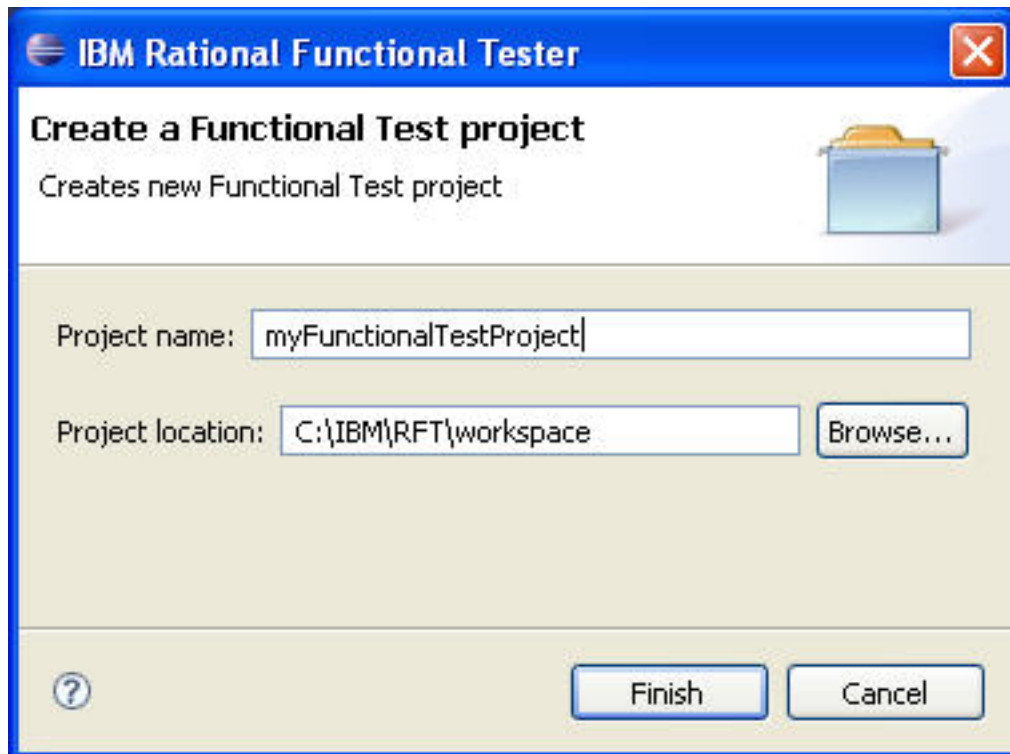 IBM Rational Functional Tester
Create a Functional Test project
Creates new Functional Test project
Project name: myFunctionalTestProject
Project location: C:\IBM\RFT\workspace Browse...
? Finish Cancel